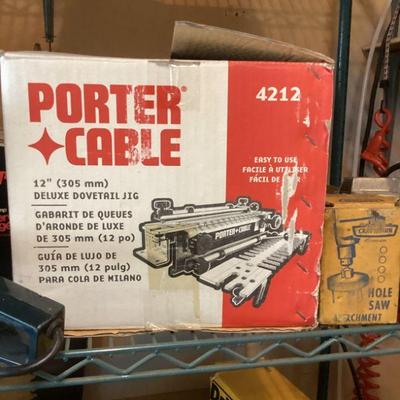 PORTER
CABLE
4212
12" (305 mm)
DELUXE DOVETAIL JIG
GABARIT DE QUEUES
D'ARONDE DE LUXE
DE 305 mm (12 po)
GUÍA DE LUJO DE
305 mm (12 pulg)
PARA COLA DE MILANO
EASY TO USE
FACILE À UTILISER
FÁCIL DE
PORTER CABLE
CRAFTSMAN
HOLE
SAW